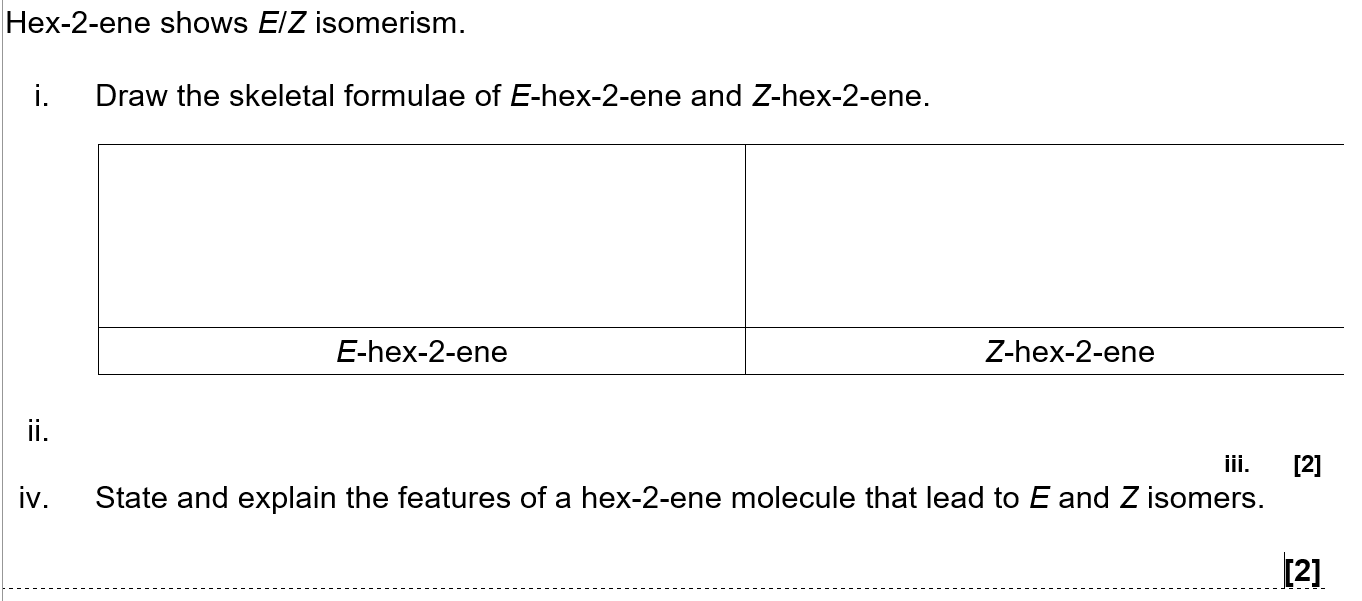 Hex-2-ene shows E/Z isomerism.
i. Draw the skeletal formulae of E-hex-2-ene and Z-hex-2-ene.
E-hex-2-ene Z-hex-2-ene
ii.
iii. [2]
iv. State and explain the features of a hex-2-ene molecule that lead to E and Z isomers.
[2]